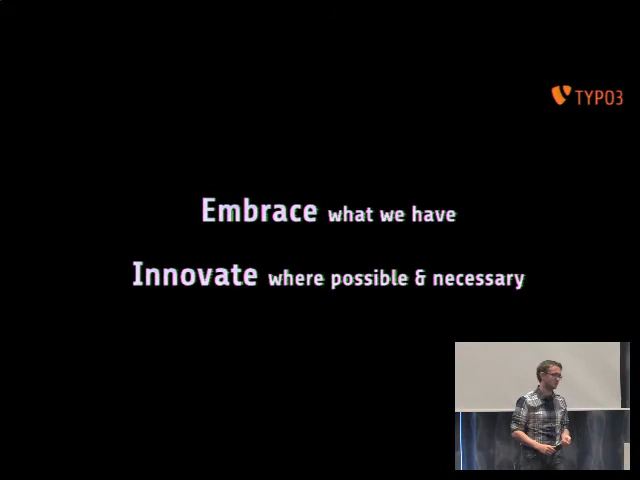 TYPO3
Embrace what we have
Innovate where possible & necessary